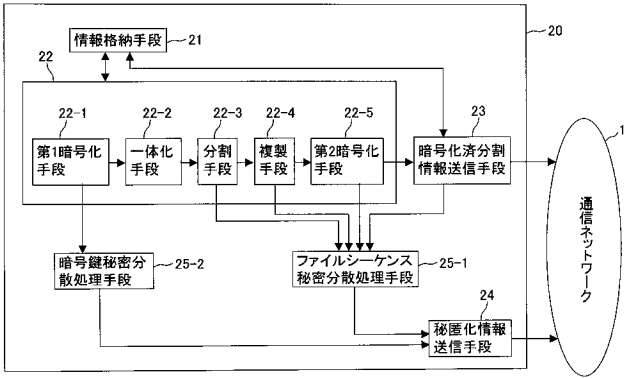 情報格納手段
21
20
22
22-1
22-2
22-3
22-4
22-5
23
1
第1暗号化
手段
一体化
手段
分割
手段
複製
手段
第2暗号化
手段
暗号化済分割
情報送信手段
通信ネットワーク
暗号鍵秘密分
散処理手段
25-2
ファイルシーケンス
秘密分散処理手段
25-1
24
秘匿化情報
送信手段